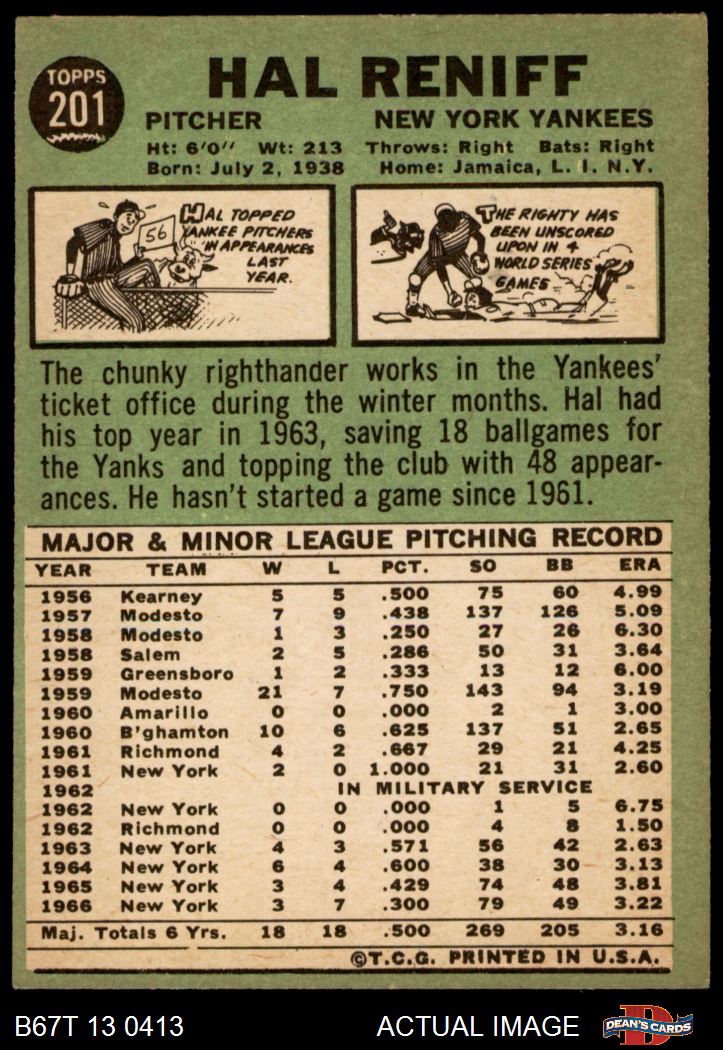 TOPPS
201
HAL RENIFF
PITCHER NEW YORK YANKEES
Ht: 6'0" Wt: 213 Throws: Right Bats: Right
Born: July 2, 1938 Home: Jamaica, L. I. N.Y.
56
HAL TOPPED
YANKEE PITCHERS
IN APPEARANCES
LAST
YEAR.
THE RIGHTY HAS
BEEN UNSCORED
UPON IN 4
WORLD SERIES
GAMES
The chunky righthander works in the Yankees'
ticket office during the winter months. Hal had
his top year in 1963, saving 18 ballgames for
the Yanks and topping the club with 48 appear-
ances. He hasn't started a game since 1961.
MAJOR & MINOR LEAGUE PITCHING RECORD
YEAR TEAM W L PCT. SO BB ERA
1956 Kearney 5 5 .500 75 60 4.99
1957 Modesto 7 9 .438 137 126 5.09
1958 Modesto 1 3 .250 27 26 6.30
1958 Salem 2 5 .286 50 31 3.64
1959 Greensboro 1 2 .333 13 12 6.00
1959 Modesto 21 7 .750 143 94 3.19
1960 Amarillo 0 0 .000 2 1 3.00
1960 B'ghamton 10 6 .625 137 51 2.65
1961 Richmond 4 2 .667 29 21 4.25
1961 New York 2 0 1.000 21 31 2.60
1962 IN MILITARY SERVICE
1962 New York 0 0 .000 1 5 6.75
1962 Richmond 0 0 .000 4 8 1.50
1963 New York 4 3 .571 56 42 2.63
1964 New York 6 4 .600 38 30 3.13
1965 New York 3 4 .429 74 48 3.81
1966 New York 3 7 .300 79 49 3.22
Maj. Totals 6 Yrs. 18 18 .500 269 205 3.16
©T.C.G. PRINTED IN U.S.A.
B67T 13 0413 ACTUAL IMAGE DEAN'S CARDS